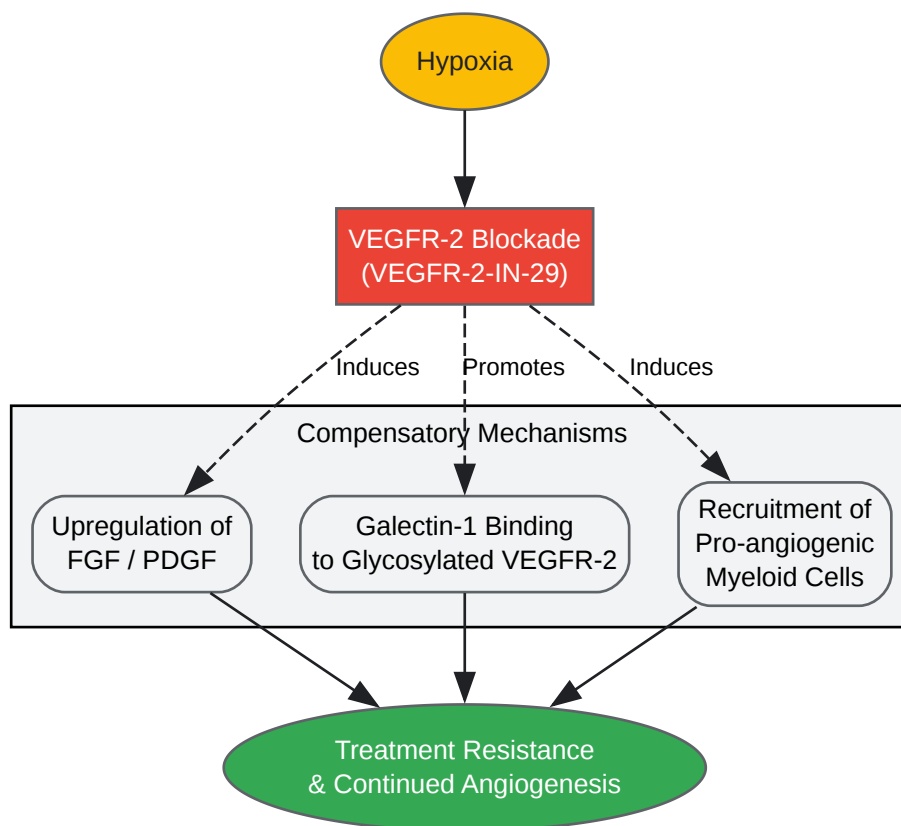 Hypoxia
VEGFR-2 Blockade
(VEGFR-2-IN-29)
Induces
Promotes
Induces
Compensatory Mechanisms
Upregulation of
FGF / PDGF
Galectin-1 Binding
to Glycosylated VEGFR-2
Recruitment of
Pro-angiogenic
Myeloid Cells
Treatment Resistance
& Continued Angiogenesis